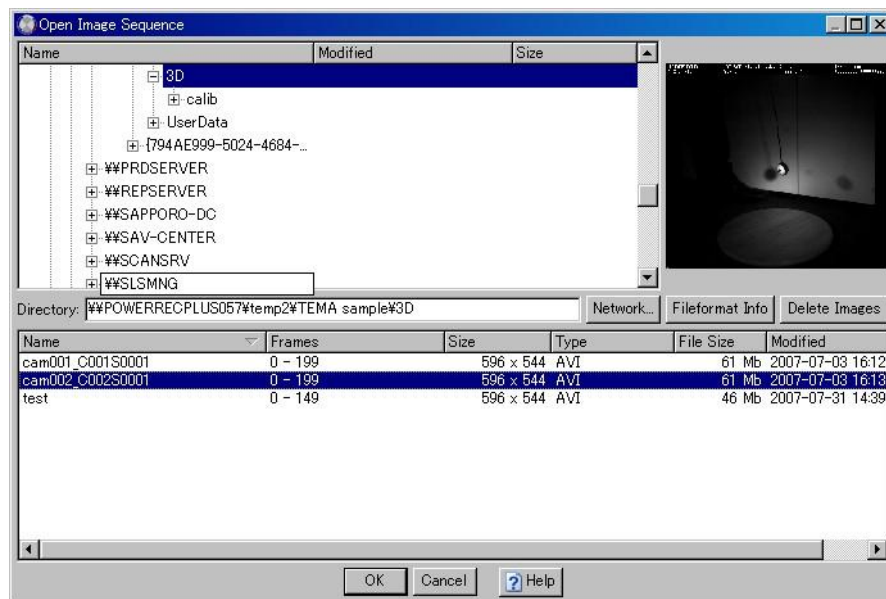 Open Image Sequence
Name Modified Size
3D
calib
UserData
{794AE999-5024-4684-...
¥¥PRDSERVER
¥¥REPSERVER
¥¥SAPPORO-DC
¥¥SAV-CENTER
¥¥SCANSRV
¥¥SLSMNG
Directory: ¥¥POWERRECPLUS057¥temp2¥TEMA sample¥3D Network... Fileformat Info Delete Images
Name Frames Size Type File Size Modified
cam001_C001S0001 0 - 199 596 x 544 AVI 61 Mb 2007-07-03 16:12
cam002_C002S0001 0 - 199 596 x 544 AVI 61 Mb 2007-07-03 16:13
test 0 - 149 596 x 544 AVI 46 Mb 2007-07-31 14:39
OK Cancel Help